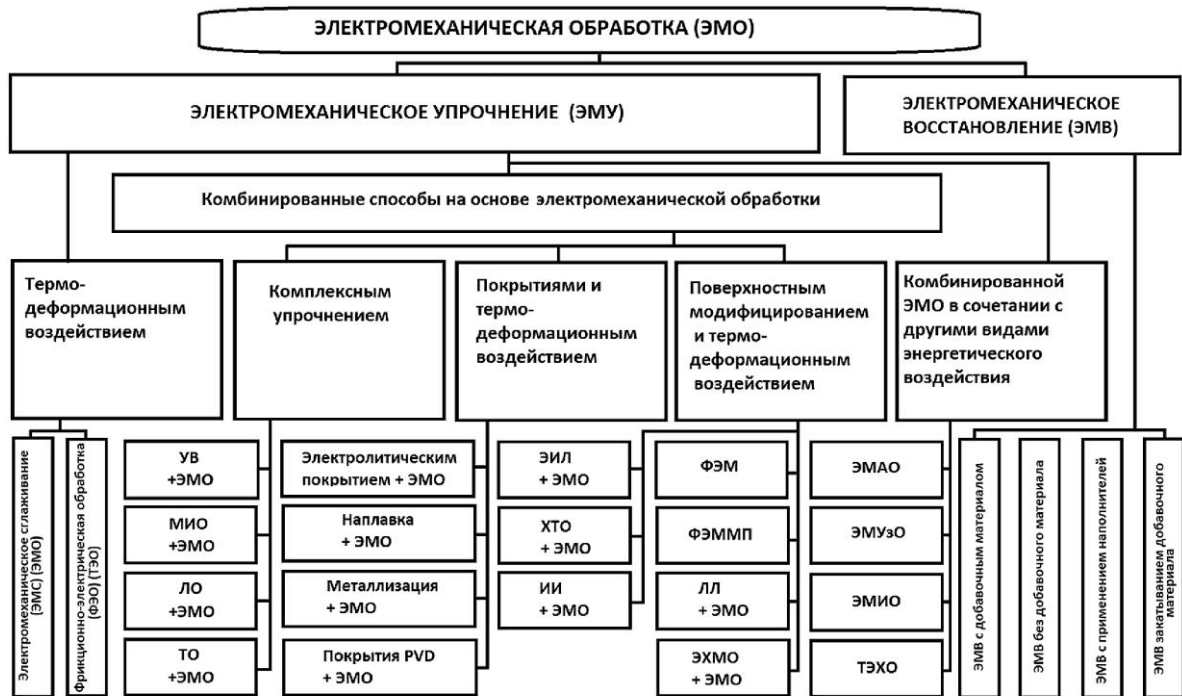 ЭЛЕКТРОМЕХАНИЧЕСКАЯ ОБРАБОТКА (ЭМО)
ЭЛЕКТРОМЕХАНИЧЕСКОЕ УПРОЧНЕНИЕ (ЭМУ)
ЭЛЕКТРОМЕХАНИЧЕСКОЕ
ВОССТАНОВЛЕНИЕ (ЭМВ)
Комбинированные способы на основе электромеханической обработки
Термо-
деформационным
воздействием
Комплексным
упрочнением
Покрытиями и
термо-
деформационным
воздействием
Поверхностным
модифицированием
и термо-
деформационным
воздействием
Комбинированной
ЭМО в сочетании с
другими видами
энергетического
воздействия
Электромеханическое сглаживание
(ЭМС) (ЭМО)
Фрикционно-электрическая обработка
(ФЭО) (ТЭО)
УВ
+ЭМО
МИО
+ЭМО
ЛО
+ЭМО
ТО
+ЭМО
Электролитическим
покрытием + ЭМО
Наплавка
+ ЭМО
Металлизация
+ ЭМО
Покрытия PVD
+ ЭМО
ЭИЛ
+ ЭМО
ХТО
+ ЭМО
ИИ
+ ЭМО
ФЭМ
ФЭММП
ЛЛ
+ ЭМО
ЭХМО
+ ЭМО
ЭМАО
ЭМУзО
ЭМИО
ТЭХО
ЭМВ с добавочным материалом
ЭМВ без добавочного материала
ЭМВ с применением наполнителей
ЭМВ закатыванием добавочного
материала